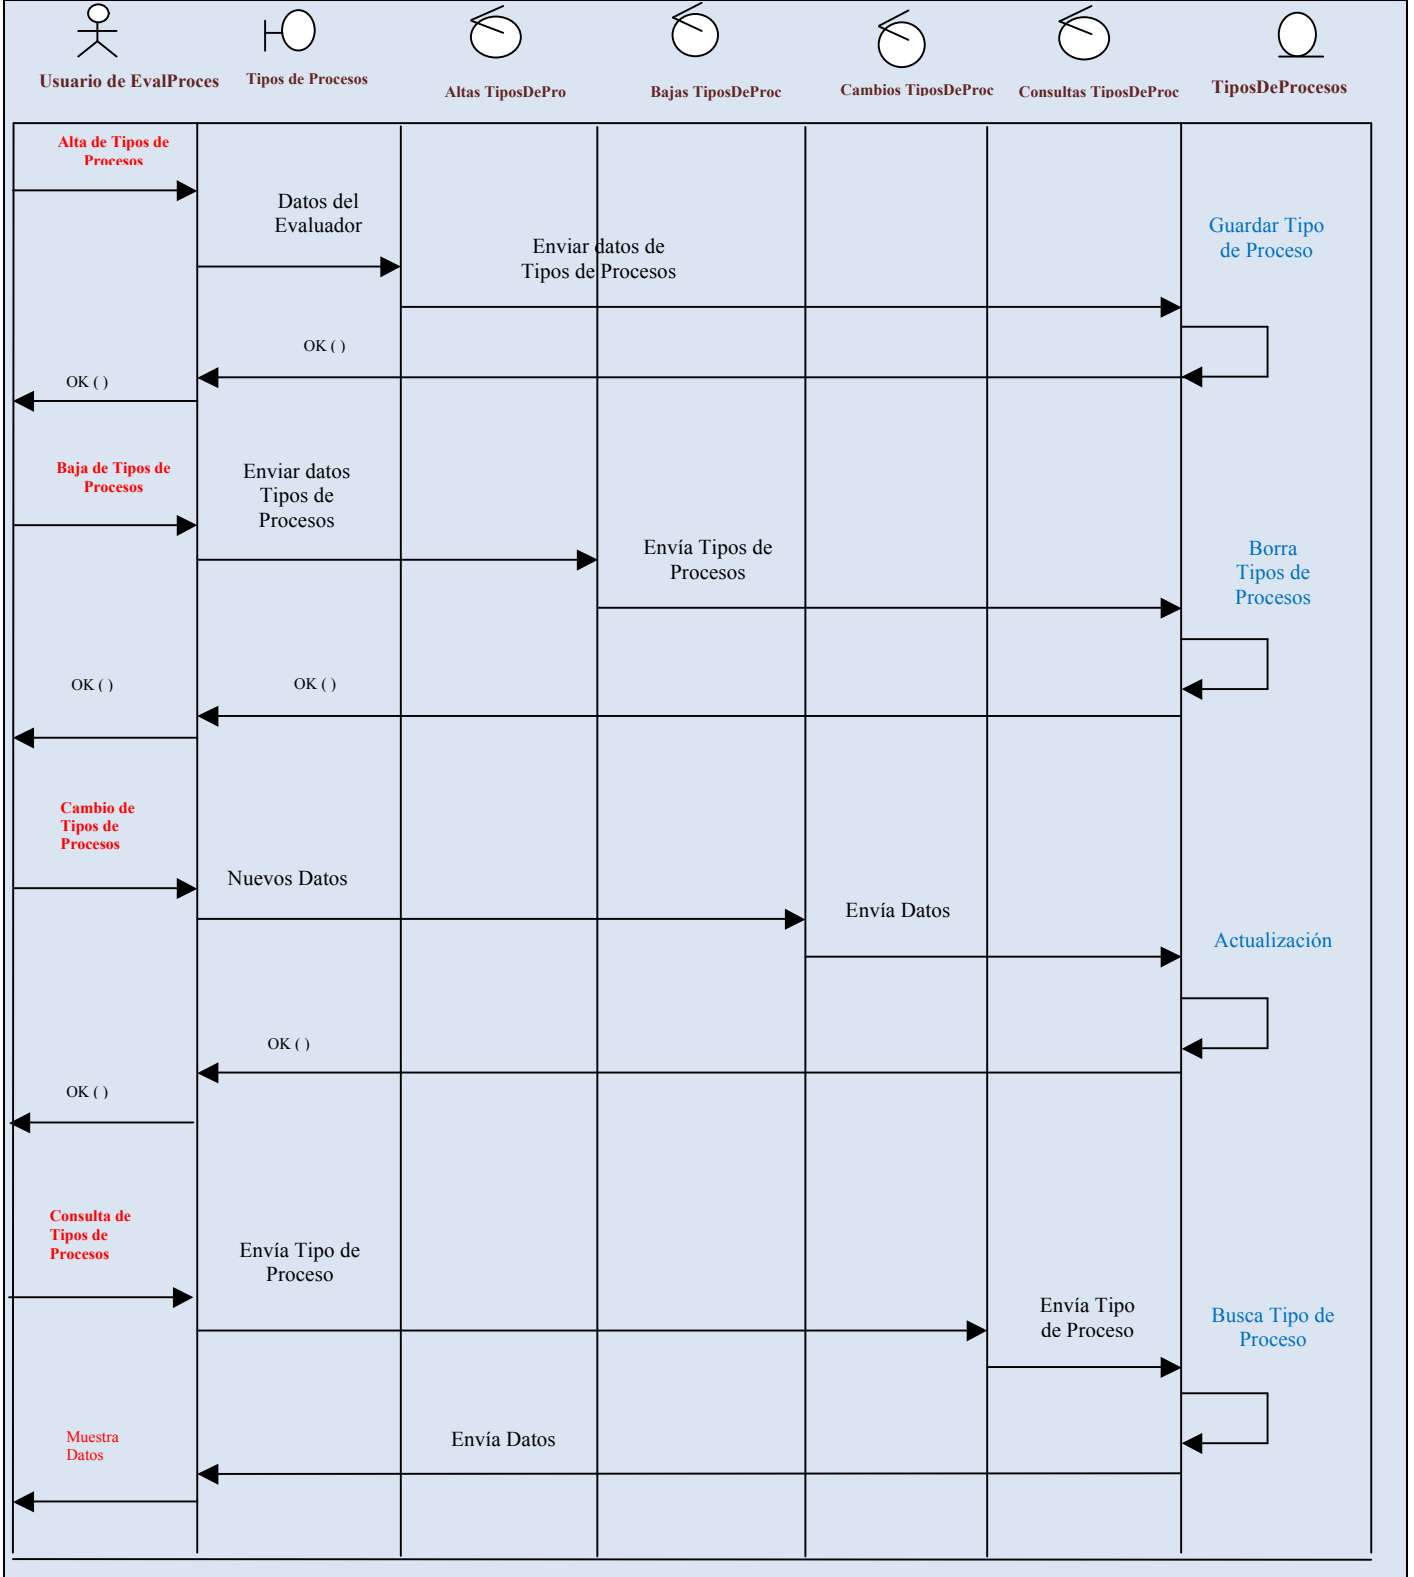 Usuario de EvalProces
Tipos de Procesos
Altas TiposDePro
Bajas TiposDeProc
Cambios TiposDeProc
Consultas TiposDeProc
TiposDeProcesos
Alta de Tipos de
Procesos
Datos del
Evaluador
Enviar datos de
Tipos de Procesos
Guardar Tipo
de Proceso
OK ( )
OK ( )
Baja de Tipos de
Procesos
Enviar datos
Tipos de
Procesos
Envía Tipos de
Procesos
Borra
Tipos de
Procesos
OK ( )
OK ( )
Cambio de
Tipos de
Procesos
Nuevos Datos
Envía Datos
Actualización
OK ( )
OK ( )
Consulta de
Tipos de
Procesos
Envía Tipo de
Proceso
Envía Tipo
de Proceso
Busca Tipo de
Proceso
Muestra
Datos
Envía Datos